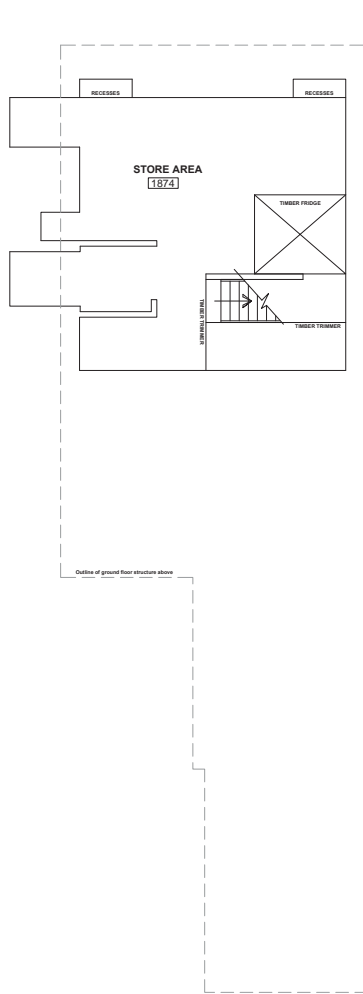 RECESSES
RECESSES
STORE AREA
1874
TIMBER FRIDGE
TIMBER TRIMMER
TIMBER TRIMMER
Outline of ground floor structure above